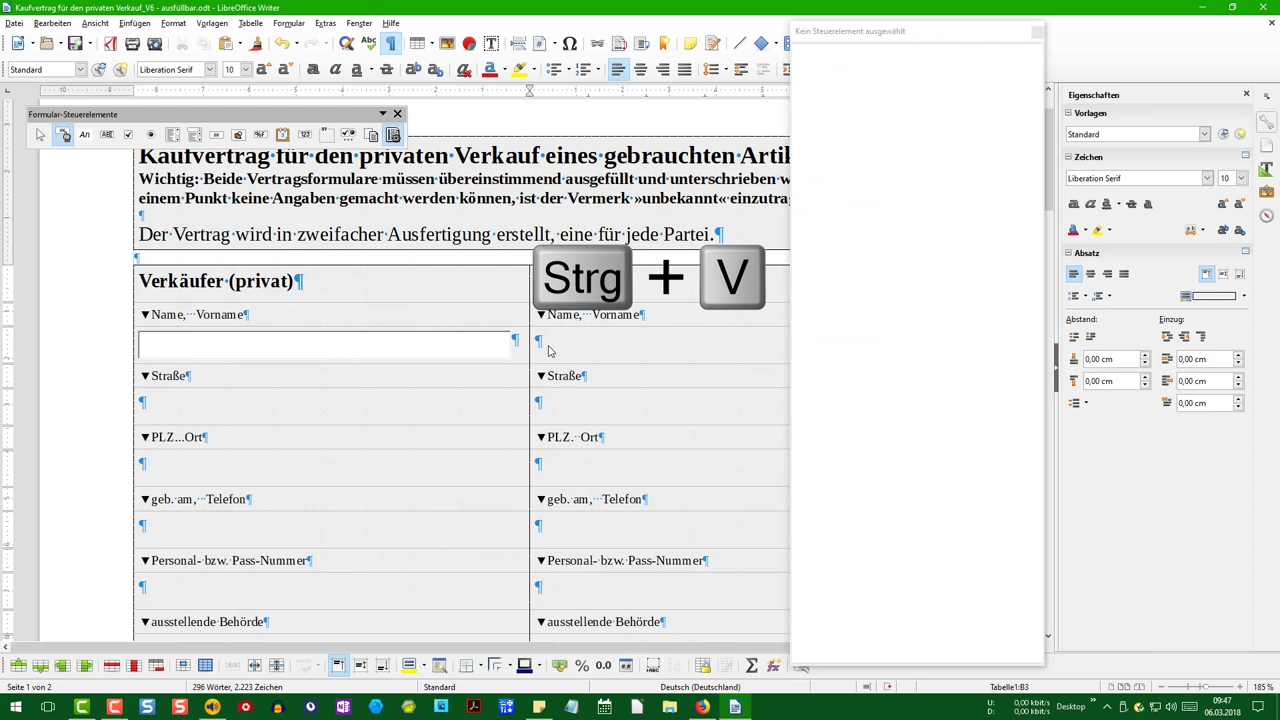 Kaufvertrag für den privaten Verkauf_V6 - ausfüllbar.odt - LibreOffice Writer
Datei Bearbeiten Ansicht Einfügen Format Vorlagen Tabelle Formular Extras Fenster Hilfe
Kein Steuerelement ausgewählt
Standard
Liberation Serif
10
Eigenschaften
Formular-Steuerelemente
Vorlagen
Standard
Zeichen
Liberation Serif
10
Kaufvertrag·für·den·privaten·Verkauf·eines·gebrauchten·Arti
Wichtig:·Beide·Vertragsformulare·müssen·übereinstimmend·ausgefüllt·und·unterschrieben·w
einem·Punkt·keine·Angaben·gemacht·werden·können,·ist·der·Vermerk·»unbekannt«·einzutra
¶
Der·Vertrag·wird·in·zweifacher·Ausfertigung·erstellt,·eine·für·jede·Partei.¶
¶
Absatz
Verkäufer·(privat)¶
Strg + V
▼Name,··Vorname¶ ▼Name,··Vorname¶
¶ ¶
Abstand: Einzug:
0,00 cm 0,00 cm
0,00 cm 0,00 cm
0,00 cm
▼Straße¶ ▼Straße¶
¶ ¶
▼PLZ...Ort¶ ▼PLZ.··Ort¶
¶ ¶
▼geb.·am,··Telefon¶ ▼geb.·am,··Telefon¶
¶ ¶
▼Personal-·bzw.·Pass-Nummer¶ ▼Personal-·bzw.·Pass-Nummer¶
¶ ¶
▼ausstellende·Behörde¶ ▼ausstellende·Behörde¶
Seite 1 von 2 296 Wörter, 2.223 Zeichen Standard Deutsch (Deutschland) Tabelle1:B3 185 %
U: 0,00 kbit/s
D: 0,00 kbit/s
Desktop
09:47
06.03.2018